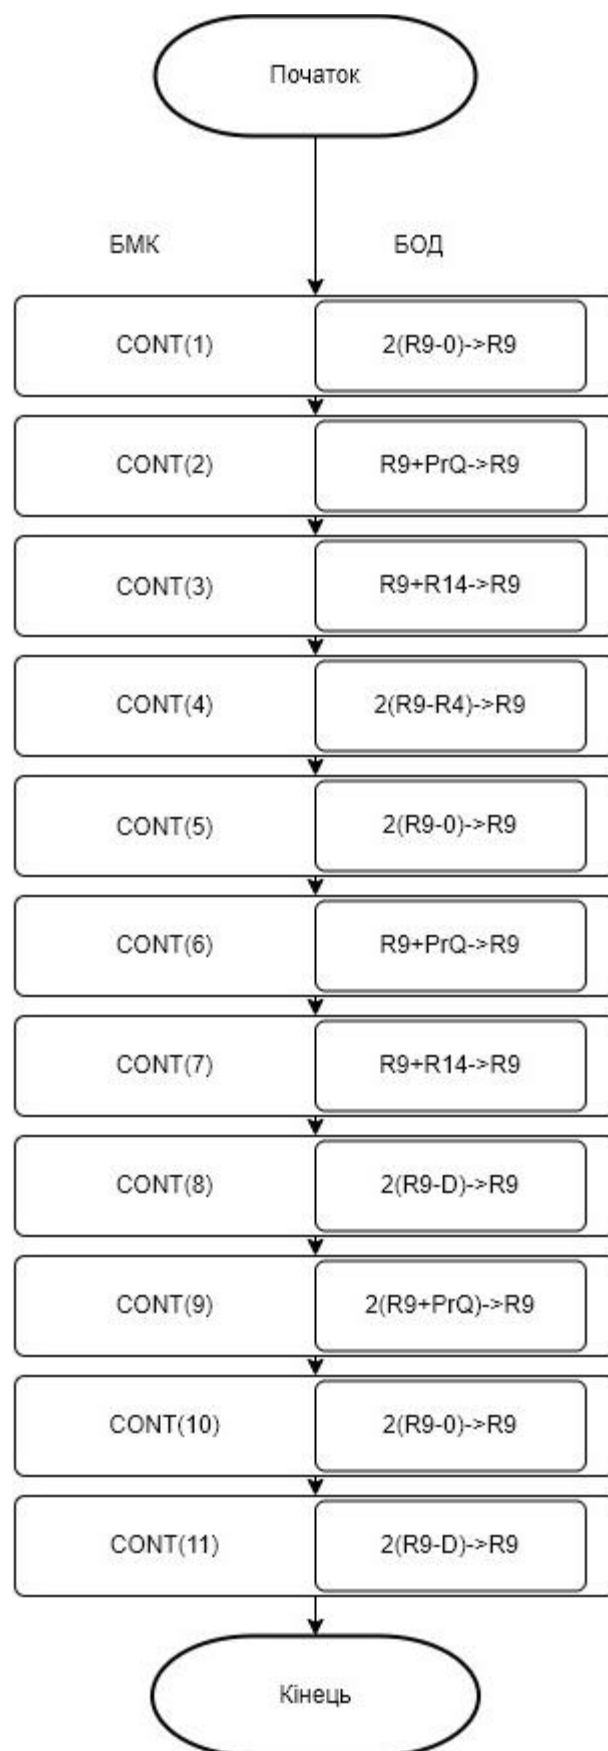 Початок
БМК БОД
CONT(1) 2(R9-0)->R9
CONT(2) R9+PrQ->R9
CONT(3) R9+R14->R9
CONT(4) 2(R9-R4)->R9
CONT(5) 2(R9-0)->R9
CONT(6) R9+PrQ->R9
CONT(7) R9+R14->R9
CONT(8) 2(R9-D)->R9
CONT(9) 2(R9+PrQ)->R9
CONT(10) 2(R9-0)->R9
CONT(11) 2(R9-D)->R9
Кінець